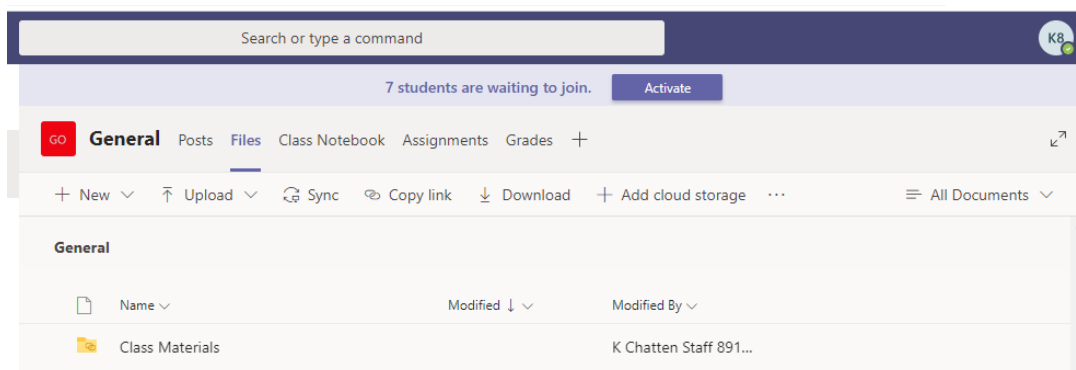 Search or type a command
K8
7 students are waiting to join. Activate
GO General Posts Files Class Notebook Assignments Grades
New Upload Sync Copy link Download Add cloud storage ... All Documents
General
Name Modified Modified By
Class Materials K Chatten Staff 891...